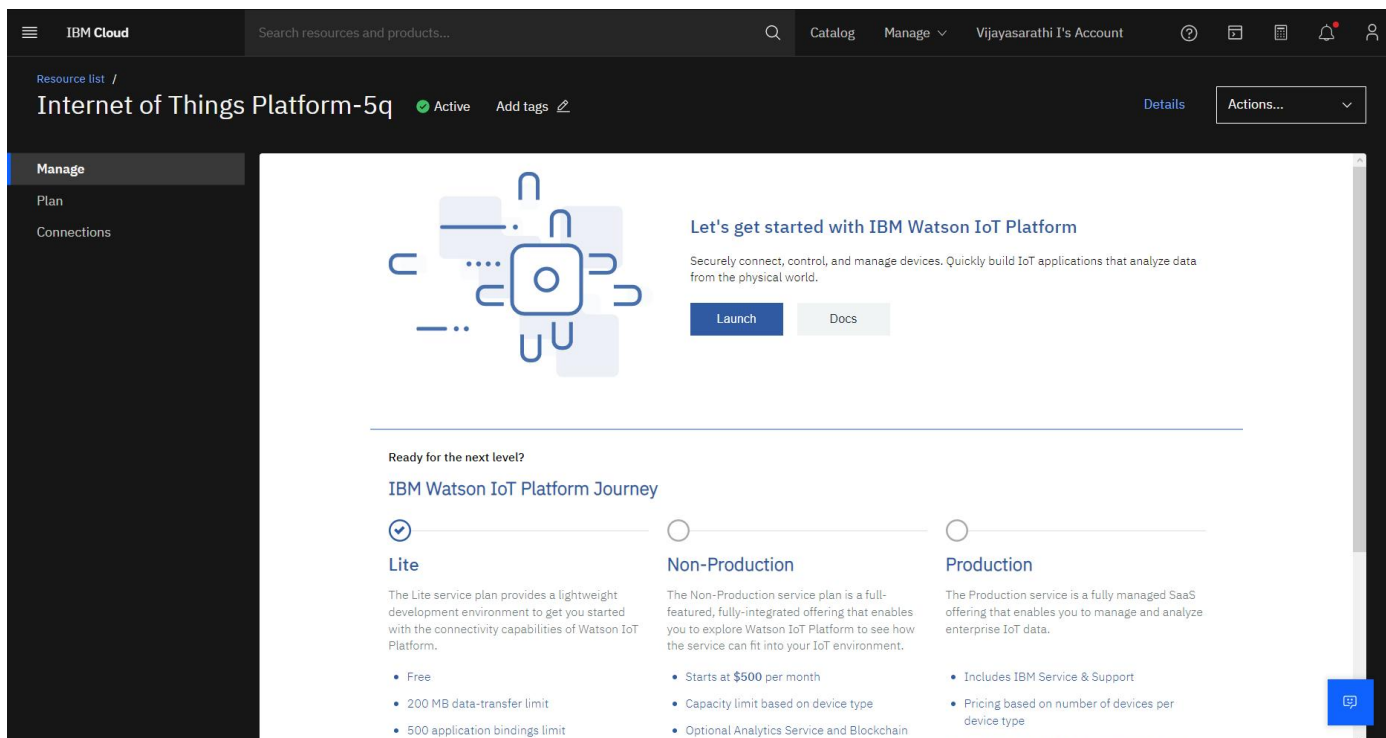 IBM Cloud
Search resources and products...
Catalog
Manage
Vijayasarathi I's Account
Resource list /
Internet of Things Platform-5q
Active
Add tags
Details
Actions...
Manage
Plan
Connections
Let's get started with IBM Watson IoT Platform
Securely connect, control, and manage devices. Quickly build IoT applications that analyze data
from the physical world.
Launch
Docs
Ready for the next level?
IBM Watson IoT Platform Journey
Lite
The Lite service plan provides a lightweight
development environment to get you started
with the connectivity capabilities of Watson IoT
Platform.
• Free
• 200 MB data-transfer limit
• 500 application bindings limit
Non-Production
The Non-Production service plan is a full-
featured, fully-integrated offering that enables
you to explore Watson IoT Platform to see how
the service can fit into your IoT environment.
• Starts at $500 per month
• Capacity limit based on device type
• Optional Analytics Service and Blockchain
Production
The Production service is a fully managed SaaS
offering that enables you to manage and analyze
enterprise IoT data.
• Includes IBM Service & Support
• Pricing based on number of devices per
device type